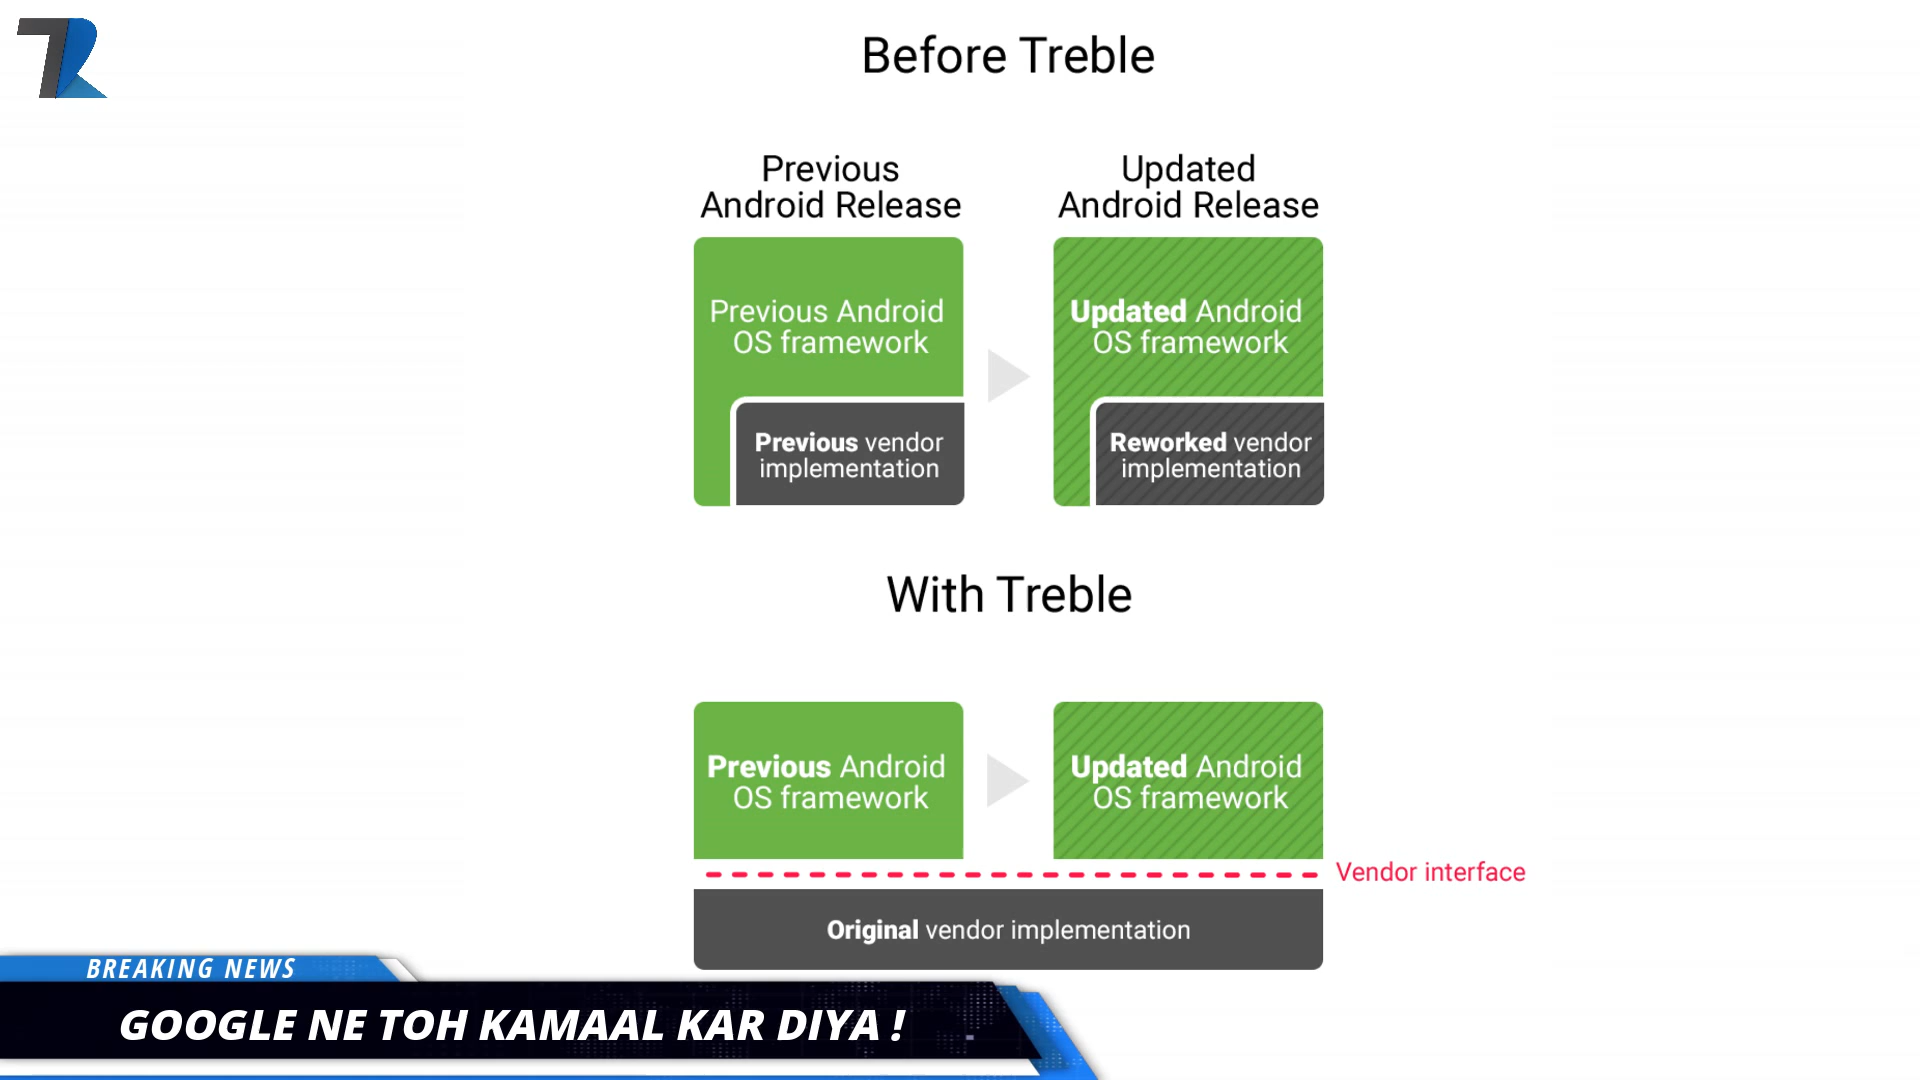 Before Treble
Previous
Android Release
Updated
Android Release
Previous Android
OS framework
Previous vendor
implementation
Updated Android
OS framework
Reworked vendor
implementation
With Treble
Previous Android
OS framework
Updated Android
OS framework
Vendor interface
Original vendor implementation
BREAKING NEWS
GOOGLE NE TOH KAMAAL KAR DIYA !